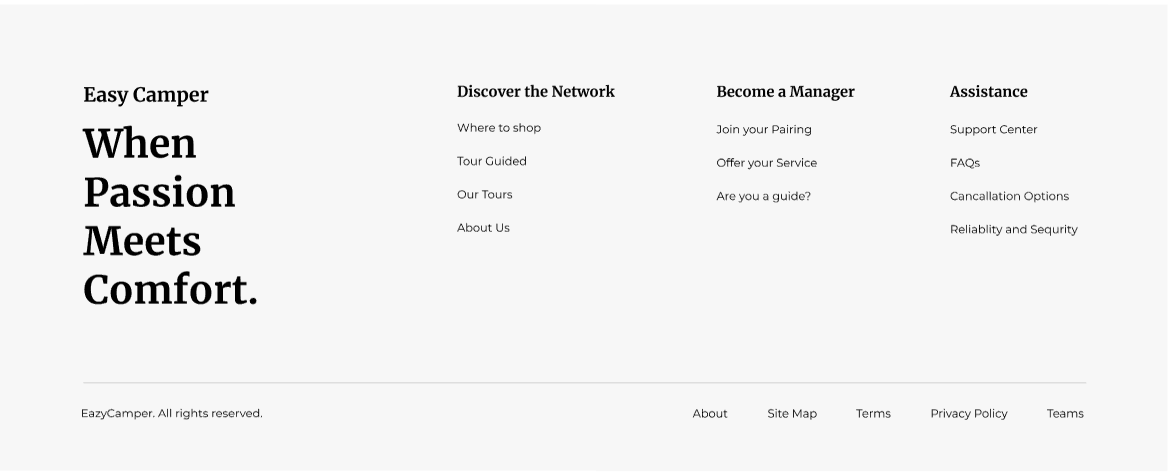 Easy Camper
When
Passion
Meets
Comfort.
Discover the Network
Where to shop
Tour Guided
Our Tours
About Us
Become a Manager
Join your Pairing
Offer your Service
Are you a guide?
Assistance
Support Center
FAQs
Cancallation Options
Reliablity and Sequrity
EazyCamper. All rights reserved.
About
Site Map
Terms
Privacy Policy
Teams